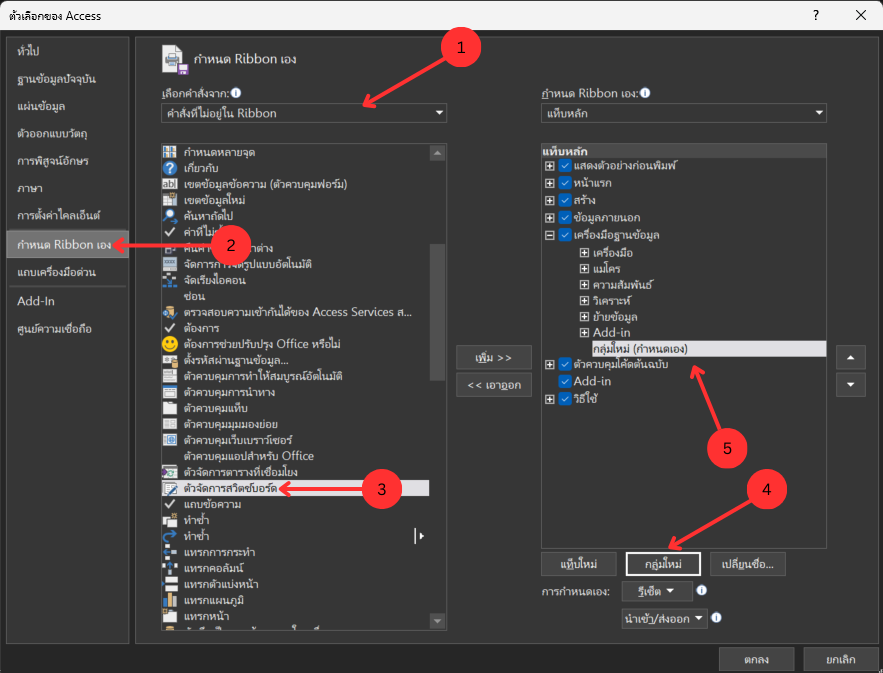 ตัวเลือกของ Access
ทั่วไป
ฐานข้อมูลปัจจุบัน
แผ่นข้อมูล
ตัวออกแบบวัตถุ
การพิสูจน์อักษร
ภาษา
การตั้งค่าไคลเอ็นต์
กำหนด Ribbon เอง
แถบเครื่องมือด่วน
Add-In
ศูนย์ความเชื่อถือ
กำหนด Ribbon เอง
1
2
3
4
5
เลือกคำสั่งจาก:
คำสั่งที่ไม่อยู่ใน Ribbon
กำหนดหลายจุด
เกี่ยวกับ
เขตข้อมูลข้อความ (ตัวควบคุมฟอร์ม)
เขตข้อมูลใหม่
ค้นหาถัดไป
จัดการการจัดรูปแบบอัตโนมัติ
จัดเรียงไอคอน
ซ่อน
ตรวจสอบความเข้ากันได้ของ Access Services ส...
ต้องการ
ต้องการช่วยปรับปรุง Office หรือไม่
ตั้งรหัสผ่านฐานข้อมูล...
ตัวควบคุมการทำให้สมบูรณ์อัตโนมัติ
ตัวควบคุมการนำทาง
ตัวควบคุมแท็บ
ตัวควบคุมมุมมองย่อย
ตัวควบคุมเว็บเบราว์เซอร์
ตัวควบคุมแอปสำหรับ Office
ตัวจัดการตารางที่เชื่อมโยง
ตัวจัดการสวิตช์บอร์ด
แถบข้อความ
ทำซ้ำ
ทำซ้ำ
แทรกการกระทำ
แทรกคอลัมน์
แทรกตัวแบ่งหน้า
แทรกแผนภูมิ
แทรกหน้า
เพิ่ม >>
<< เอาออก
กำหนด Ribbon เอง:
แท็บหลัก
แท็บหลัก
แสดงตัวอย่างก่อนพิมพ์
หน้าแรก
สร้าง
ข้อมูลภายนอก
เครื่องมือฐานข้อมูล
เครื่องมือ
แมโคร
ความสัมพันธ์
วิเคราะห์
ย้ายข้อมูล
Add-in
กลุ่มใหม่ (กำหนดเอง)
ตัวควบคุมโค้ดต้นฉบับ
Add-in
วิธีใช้
แท็บใหม่
กลุ่มใหม่
เปลี่ยนชื่อ...
การกำหนดเอง:
รีเซ็ต
นำเข้า/ส่งออก
ตกลง
ยกเลิก